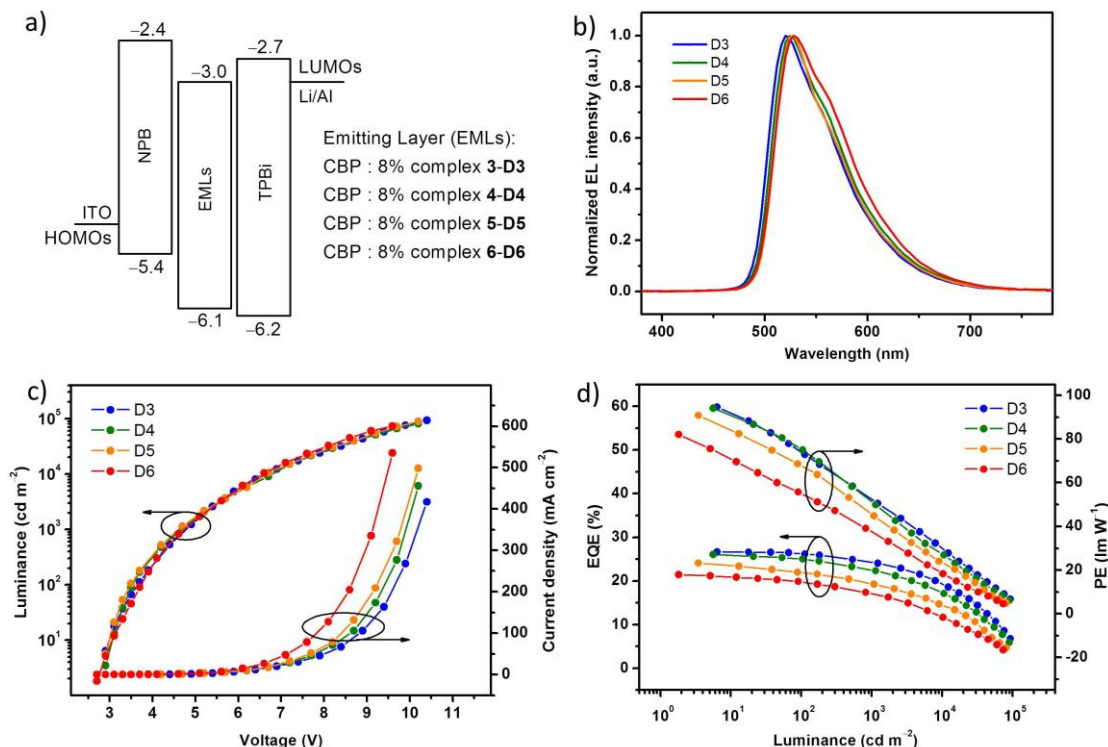 a)
−2.4
−2.7
−3.0
LUMOs
Li/Al
NPB
EMLs
TPBi
ITO
HOMOs
−5.4
−6.1
−6.2
Emitting Layer (EMLs):
CBP : 8% complex 3-D3
CBP : 8% complex 4-D4
CBP : 8% complex 5-D5
CBP : 8% complex 6-D6
b)
Normalized EL intensity (a.u.)
1.0
0.8
0.6
0.4
0.2
0.0
D3
D4
D5
D6
400 500 600 700
Wavelength (nm)
c)
Luminance (cd m⁻²)
10⁵
10⁴
10³
10²
10¹
D3
D4
D5
D6
600
500
400
300
200
100
0
Current density (mA cm⁻²)
3 4 5 6 7 8 9 10 11
Voltage (V)
d)
EQE (%)
60
55
50
45
40
35
30
25
20
15
10
5
0
D3
D4
D5
D6
100
80
60
40
20
0
-20
PE (lm W⁻¹)
10⁰ 10¹ 10² 10³ 10⁴ 10⁵
Luminance (cd m⁻²)